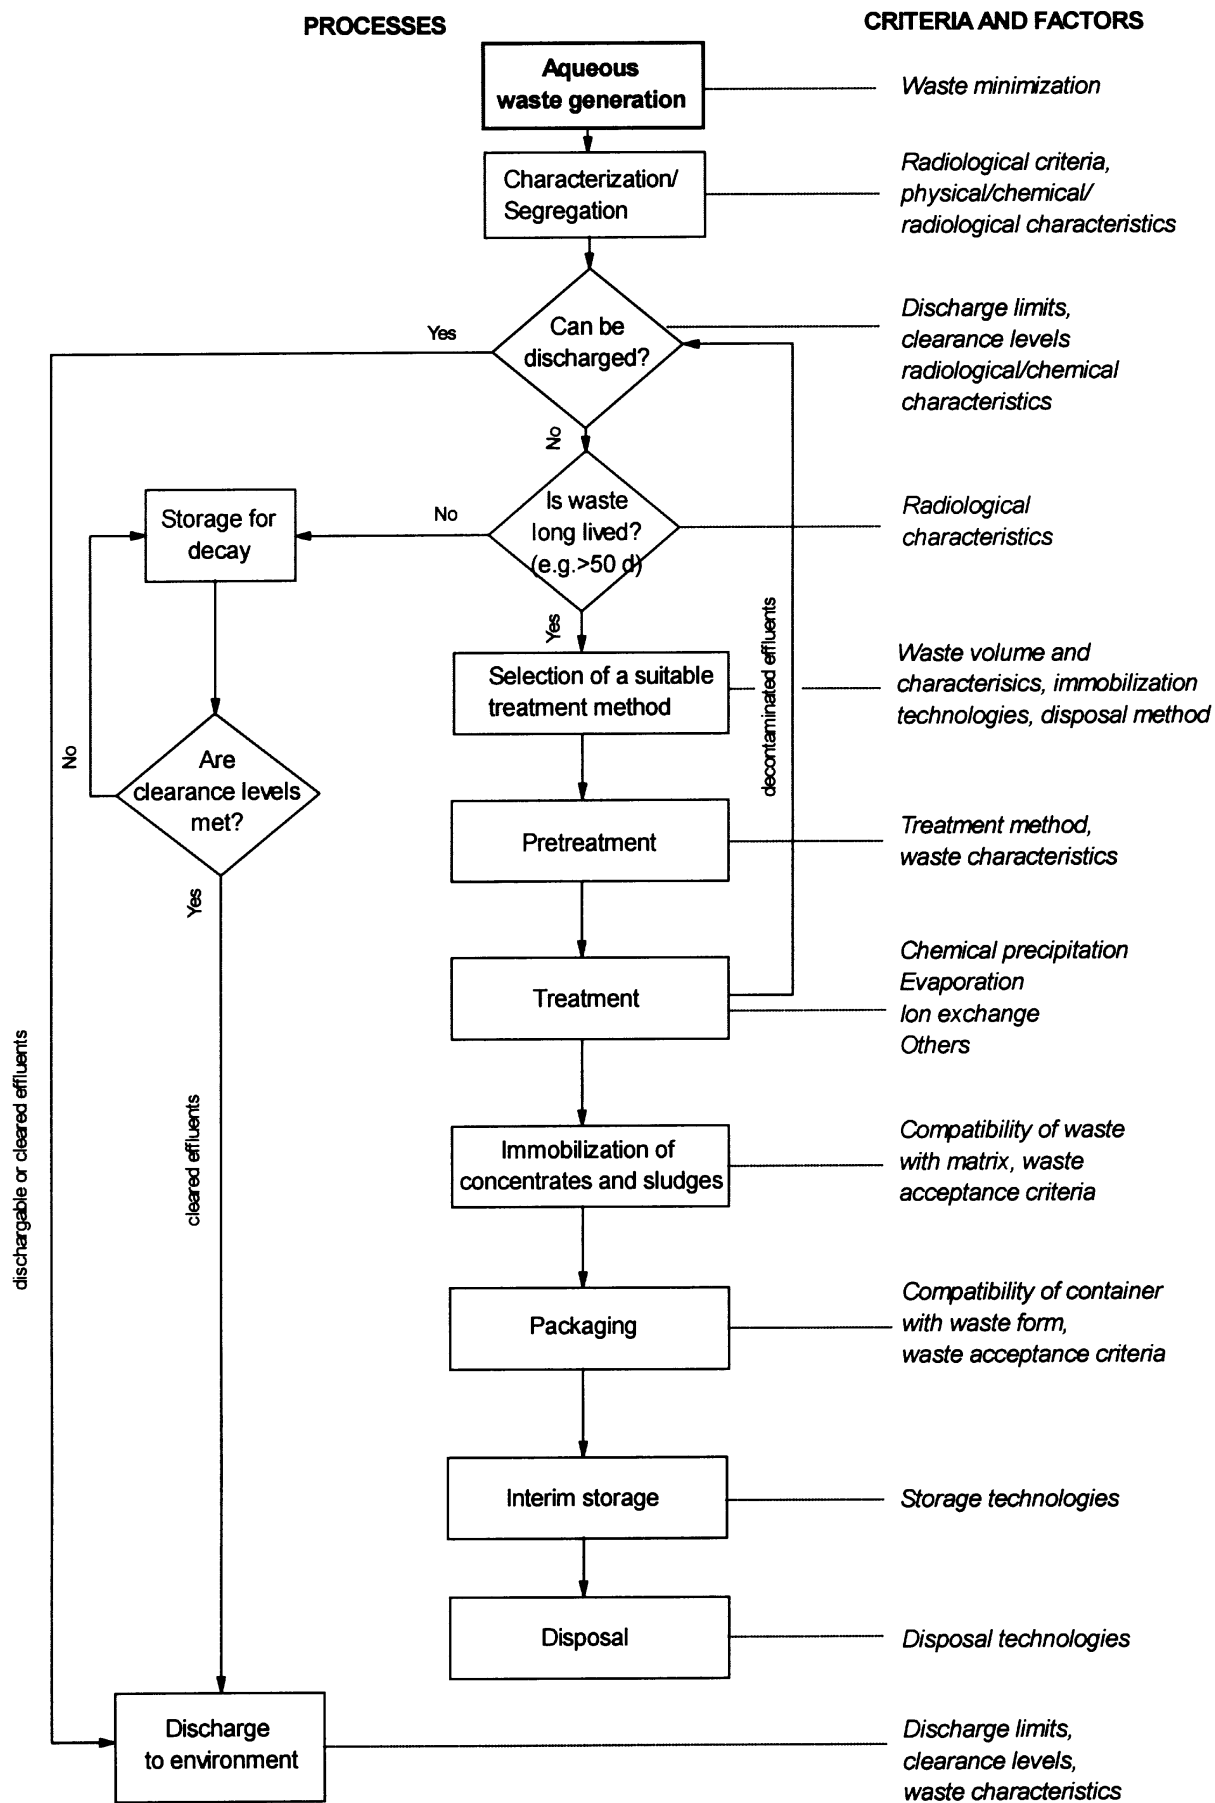 PROCESSES
CRITERIA AND FACTORS
Aqueous
waste generation
Waste minimization
Characterization/
Segregation
Radiological criteria,
physical/chemical/
radiological characteristics
Can be
discharged?
Yes
Discharge limits,
clearance levels
radiological/chemical
characteristics
No
Is waste
long lived?
(e.g.>50 d)
No
Storage for
decay
Radiological
characteristics
Yes
decontaminated effluents
Selection of a suitable
treatment method
Waste volume and
characterisics, immobilization
technologies, disposal method
Are
clearance levels
met?
No
Yes
Pretreatment
Treatment method,
waste characteristics
Treatment
Chemical precipitation
Evaporation
Ion exchange
Others
dischargable or cleared effluents
cleared effluents
Immobilization of
concentrates and sludges
Compatibility of waste
with matrix, waste
acceptance criteria
Packaging
Compatibility of container
with waste form,
waste acceptance criteria
Interim storage
Storage technologies
Disposal
Disposal technologies
Discharge
to environment
Discharge limits,
clearance levels,
waste characteristics